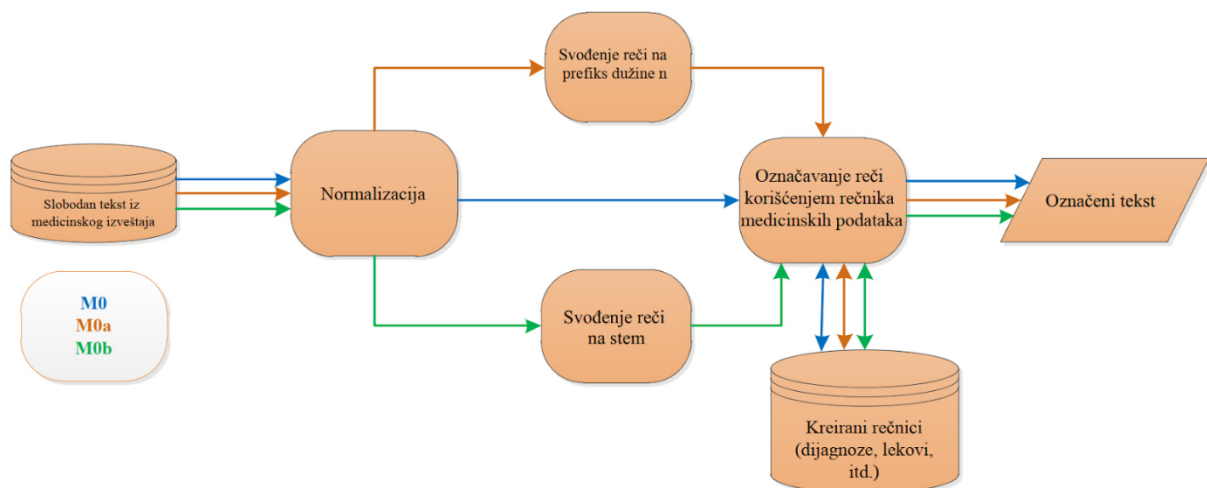 Svođenje reči na
prefiks dužine n
Slobodan tekst iz
medicinskog izveštaja
Normalizacija
Označavanje reči
korišćenjem rečnika
medicinskih podataka
Označeni tekst
M0
M0a
M0b
Svođenje reči
na stem
Kreirani rečnici
(dijagnoze, lekovi,
itd.)